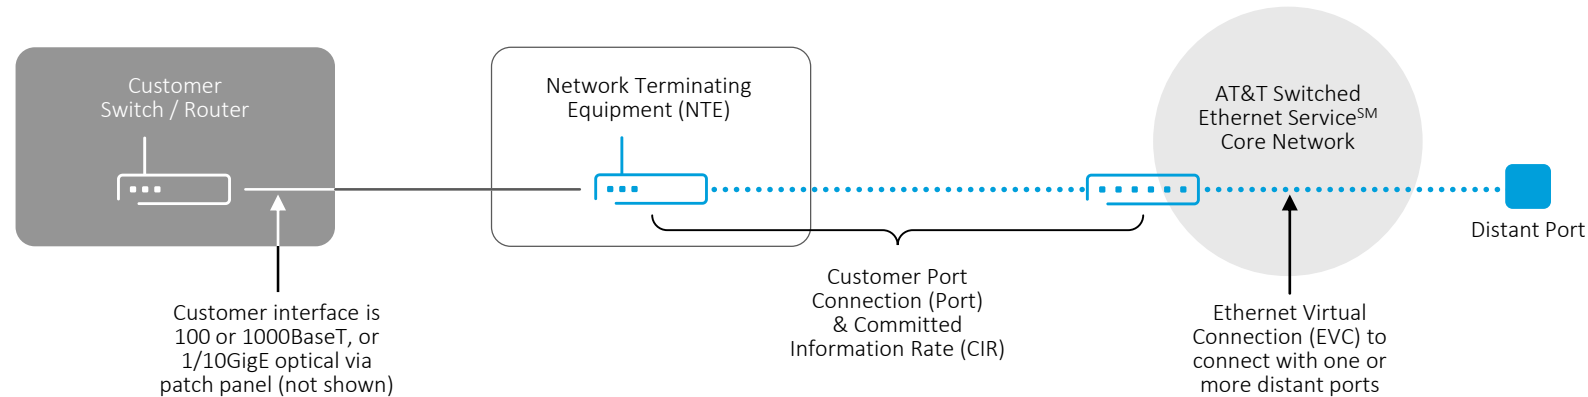 Customer
Switch / Router
Network Terminating
Equipment (NTE)
AT&T Switched
Ethernet Service℠
Core Network
Distant Port
Customer interface is
100 or 1000BaseT, or
1/10GigE optical via
patch panel (not shown)
Customer Port
Connection (Port)
& Committed
Information Rate (CIR)
Ethernet Virtual
Connection (EVC) to
connect with one or
more distant ports